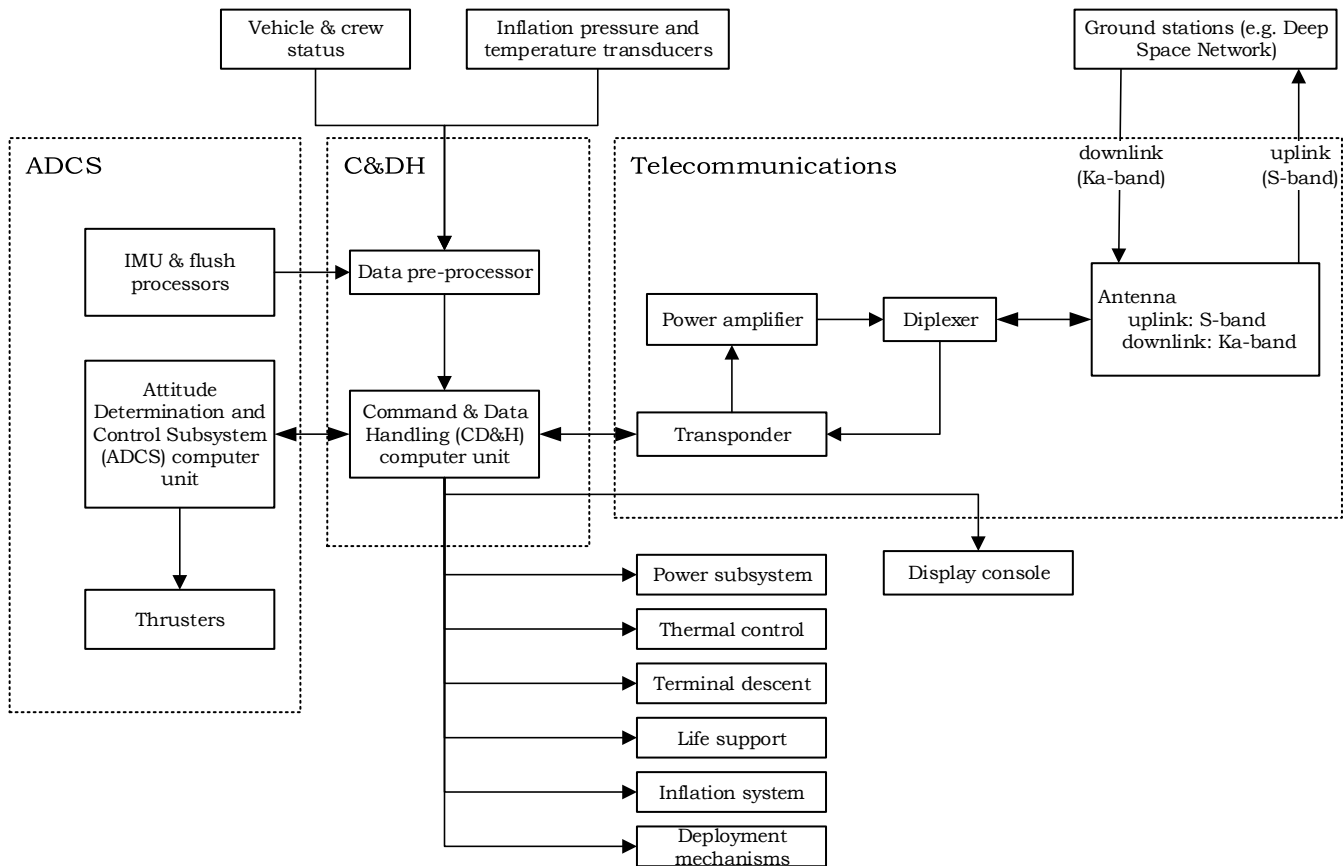 Vehicle & crew
status
Inflation pressure and
temperature transducers
Ground stations (e.g. Deep
Space Network)
ADCS
C&DH
Telecommunications
downlink
(Ka-band)
uplink
(S-band)
IMU & flush
processors
Data pre-processor
Power amplifier
Diplexer
Antenna
uplink: S-band
downlink: Ka-band
Attitude
Determination and
Control Subsystem
(ADCS) computer
unit
Command & Data
Handling (CD&H)
computer unit
Transponder
Thrusters
Power subsystem
Display console
Thermal control
Terminal descent
Life support
Inflation system
Deployment
mechanisms